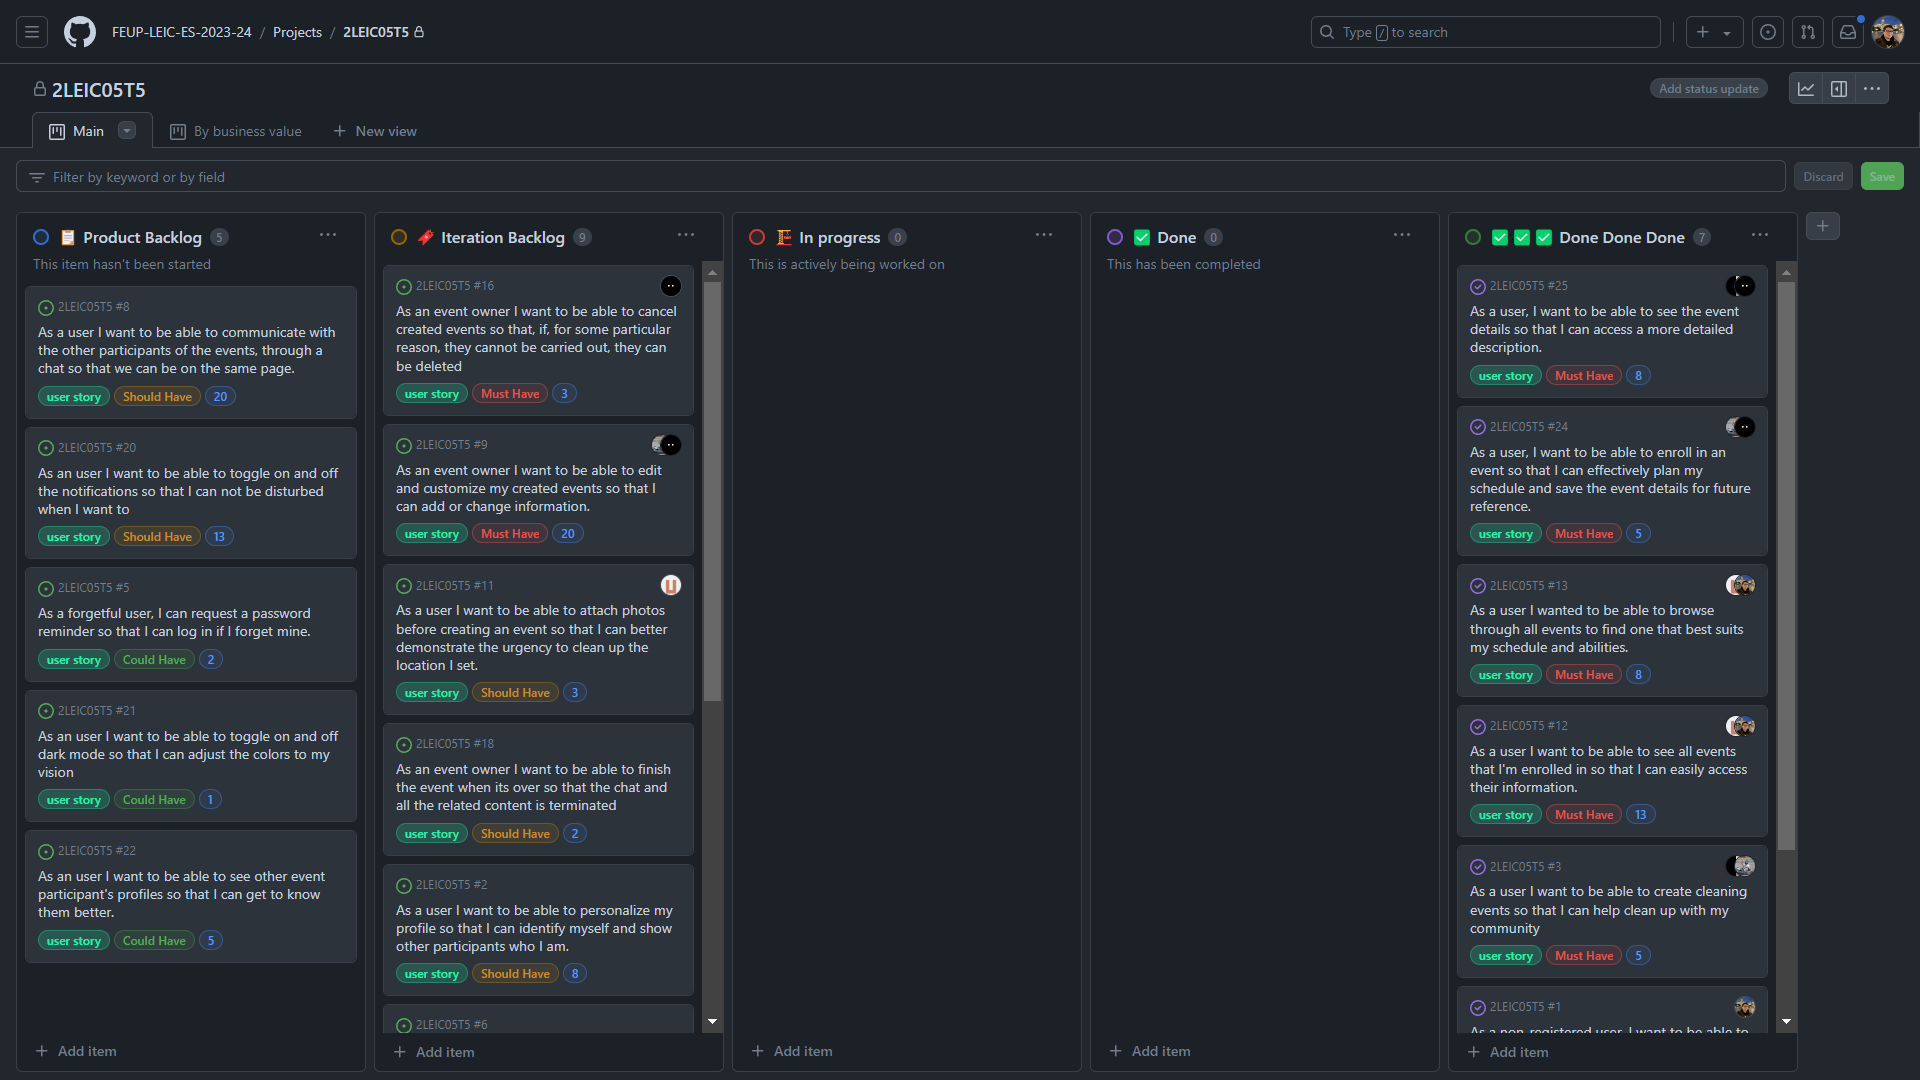 FEUP-LEIC-ES-2023-24 / Projects / 2LEIC05T5
Type / to search
2LEIC05T5
Add status update
Main
By business value
New view
Filter by keyword or by field
Discard
Save
Product Backlog 5
This item hasn't been started
2LEIC05T5 #8
As a user I want to be able to communicate with
the other participants of the events, through a
chat so that we can be on the same page.
user story Should Have 20
2LEIC05T5 #20
As an user I want to be able to toggle on and off
the notifications so that I can not be disturbed
when I want to
user story Should Have 13
2LEIC05T5 #5
As a forgetful user, I can request a password
reminder so that I can log in if I forget mine.
user story Could Have 2
2LEIC05T5 #21
As an user I want to be able to toggle on and off
dark mode so that I can adjust the colors to my
vision
user story Could Have 1
2LEIC05T5 #22
As an user I want to be able to see other event
participant's profiles so that I can get to know
them better.
user story Could Have 5
Add item
Iteration Backlog 9
2LEIC05T5 #16
As an event owner I want to be able to cancel
created events so that, if, for some particular
reason, they cannot be carried out, they can
be deleted
user story Must Have 3
2LEIC05T5 #9
As an event owner I want to be able to edit
and customize my created events so that I
can add or change information.
user story Must Have 20
2LEIC05T5 #11
As a user I want to be able to attach photos
before creating an event so that I can better
demonstrate the urgency to clean up the
location I set.
user story Should Have 3
2LEIC05T5 #18
As an event owner I want to be able to finish
the event when its over so that the chat and
all the related content is terminated
user story Should Have 2
2LEIC05T5 #2
As a user I want to be able to personalize my
profile so that I can identify myself and show
other participants who I am.
user story Should Have 8
2LEIC05T5 #6
Add item
In progress 0
This is actively being worked on
Add item
Done 0
This has been completed
Add item
Done Done Done 7
2LEIC05T5 #25
As a user, I want to be able to see the event
details so that I can access a more detailed
description.
user story Must Have 8
2LEIC05T5 #24
As a user, I want to be able to enroll in an
event so that I can effectively plan my
schedule and save the event details for future
reference.
user story Must Have 5
2LEIC05T5 #13
As a user I wanted to be able to browse
through all events to find one that best suits
my schedule and abilities.
user story Must Have 8
2LEIC05T5 #12
As a user I want to be able to see all events
that I'm enrolled in so that I can easily access
their information.
user story Must Have 13
2LEIC05T5 #3
As a user I want to be able to create cleaning
events so that I can help clean up with my
community
user story Must Have 5
2LEIC05T5 #1
As a non-registered user, I want to be able to
Add item